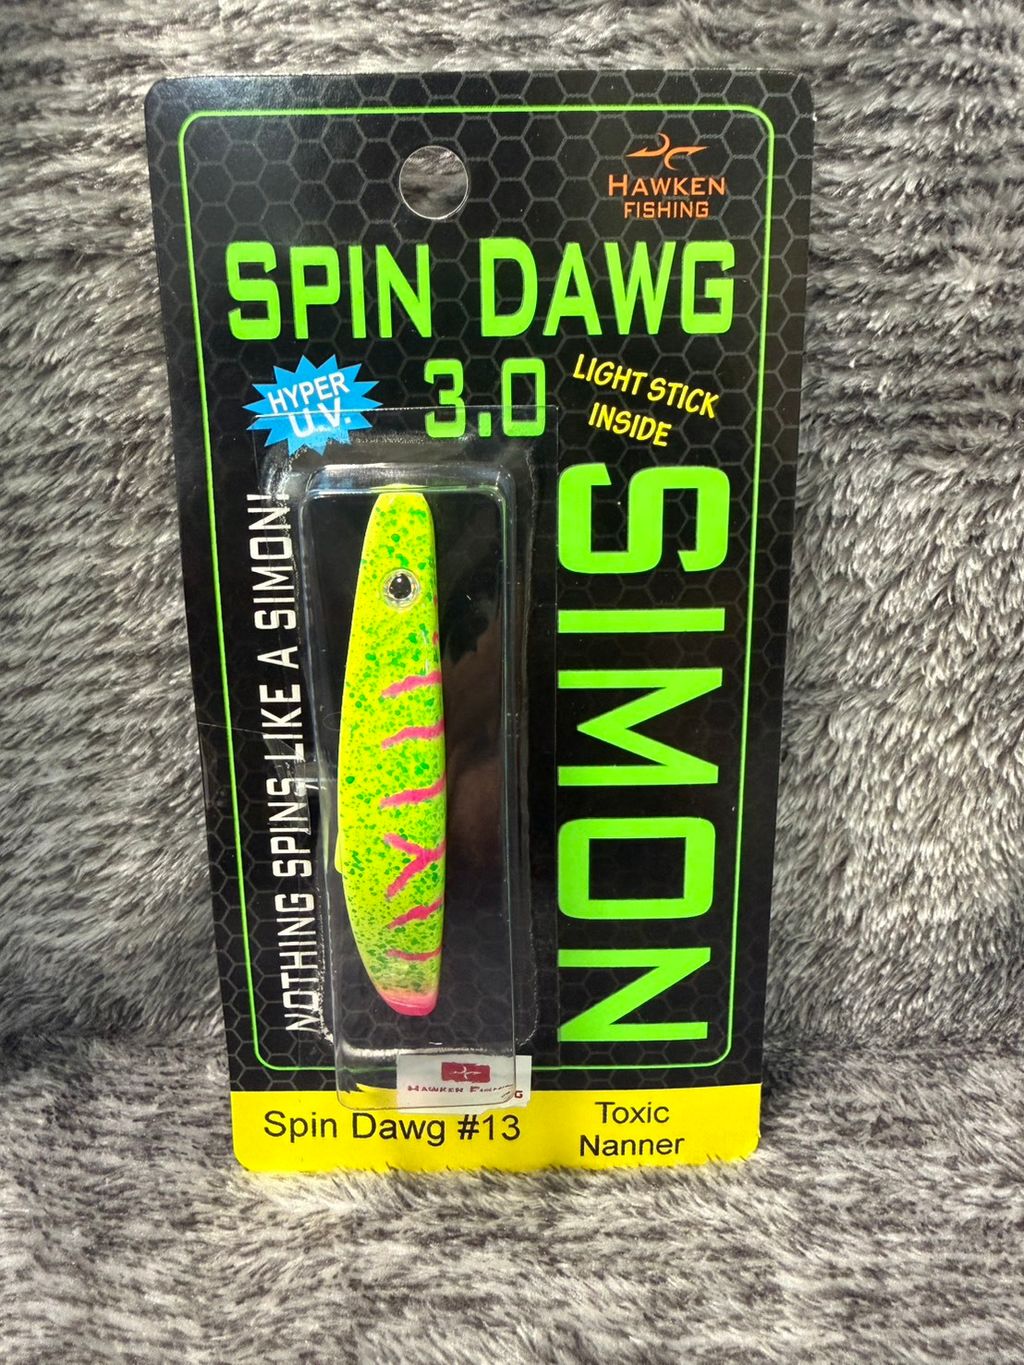 HAWKEN
FISHING
SPIN DAWG
3.0
HYPER
U.V.
LIGHT STICK
INSIDE
NOTHING SPINS LIKE A SIMON!
SIMON
HAWKEN FISHING
Spin Dawg #13
Toxic
Nanner